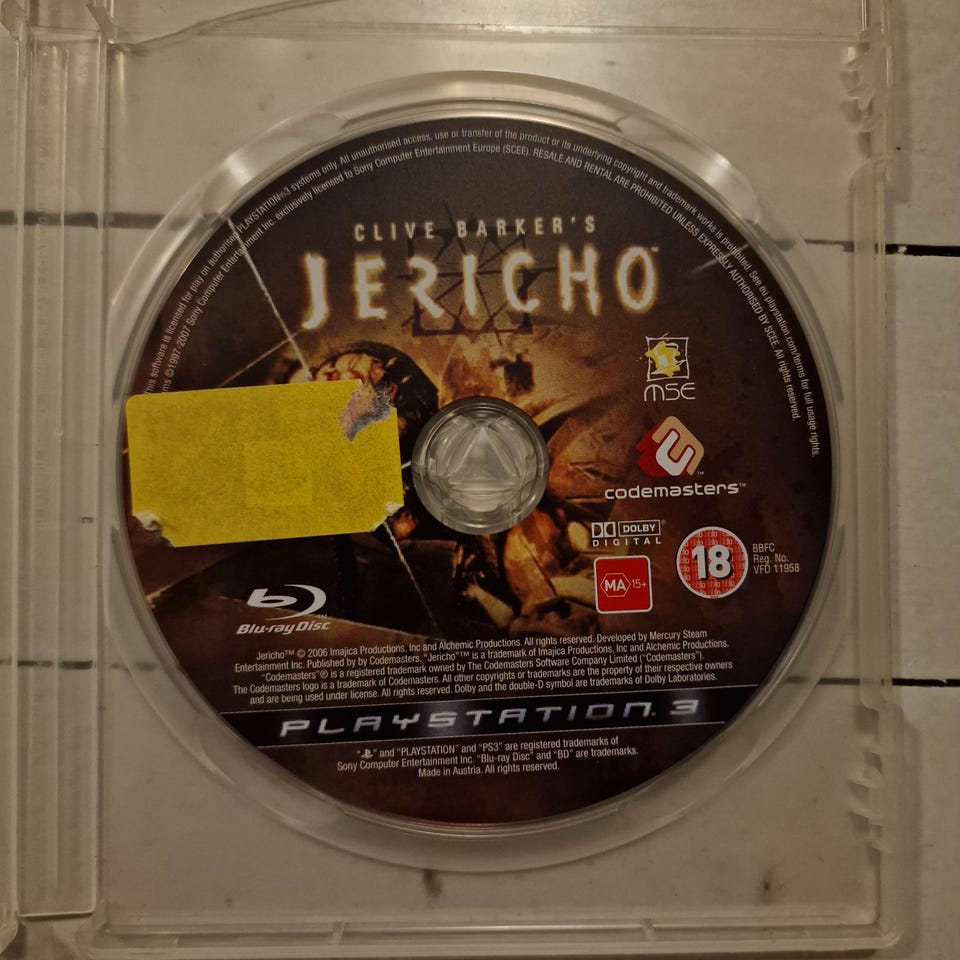 This software is licensed for play on authorised PLAYSTATION®3 systems only. All unauthorised access, use or transfer of the product or its underlying copyright and trademark works is prohibited. See eu.playstation.com/terms for full usage rights.
©1997-2007 Sony Computer Entertainment Inc. exclusively licensed to Sony Computer Entertainment Europe (SCEE). RESALE AND RENTAL ARE PROHIBITED UNLESS EXPRESSLY AUTHORISED BY SCEE. All rights reserved.
CLIVE BARKER'S
JERICHO™
MSE
codemasters™
DOLBY
DIGITAL
MA 15+
18
BBFC
Reg. No.
VFD 11958
Blu-ray Disc™
Jericho™ © 2006 Imajica Productions, Inc and Alchemic Productions. All rights reserved. Developed by Mercury Steam
Entertainment Inc. Published by by Codemasters. "Jericho"™ is a trademark of Imajica Productions, Inc and Alchemic Productions.
"Codemasters"® is a registered trademark owned by The Codemasters Software Company Limited ("Codemasters").
The Codemasters logo is a trademark of Codemasters. All other copyrights or trademarks are the property of their respective owners
and are being used under license. All rights reserved. Dolby and the double-D symbol are trademarks of Dolby Laboratories.
PLAYSTATION 3
"PS" and "PLAYSTATION" and "PS3" are registered trademarks of
Sony Computer Entertainment Inc. "Blu-ray Disc" and "BD" are trademarks.
Made in Austria. All rights reserved.